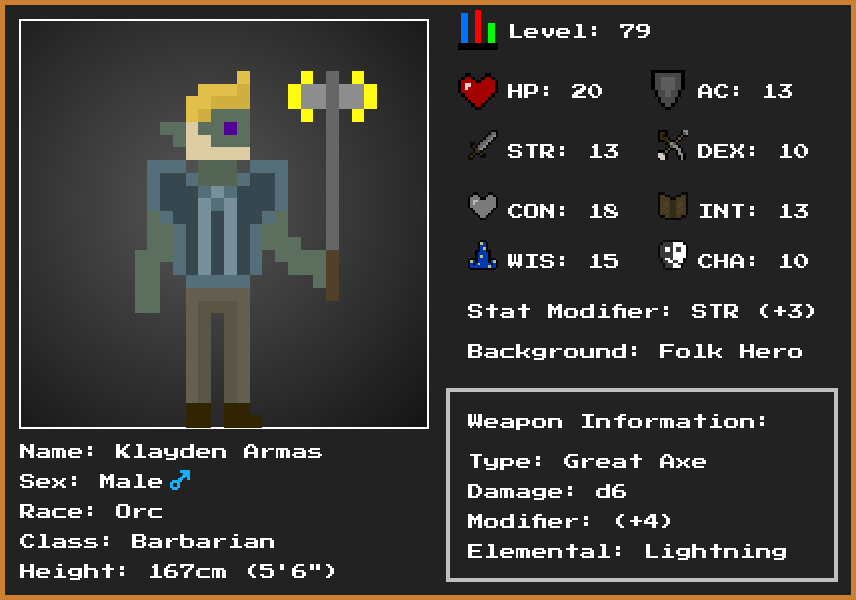 Level: 79
HP: 20
AC: 13
STR: 13
DEX: 10
CON: 18
INT: 13
WIS: 15
CHA: 10
Stat Modifier: STR (+3)
Background: Folk Hero
Weapon Information:
Type: Great Axe
Damage: d6
Modifier: (+4)
Elemental: Lightning
Name: Klayden Armas
Sex: Male ♂
Race: Orc
Class: Barbarian
Height: 167cm (5'6")